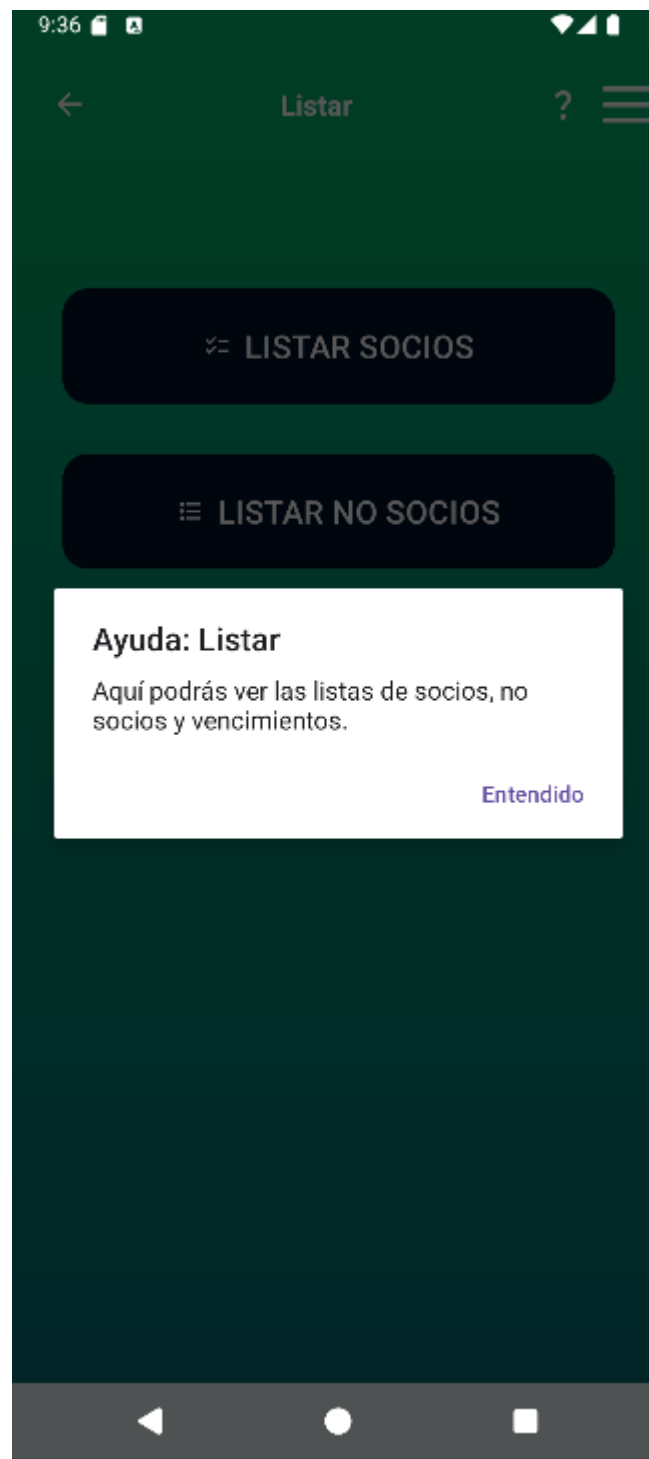 9:36
Listar ?
LISTAR SOCIOS
LISTAR NO SOCIOS
Ayuda: Listar
Aquí podrás ver las listas de socios, no
socios y vencimientos.
Entendido